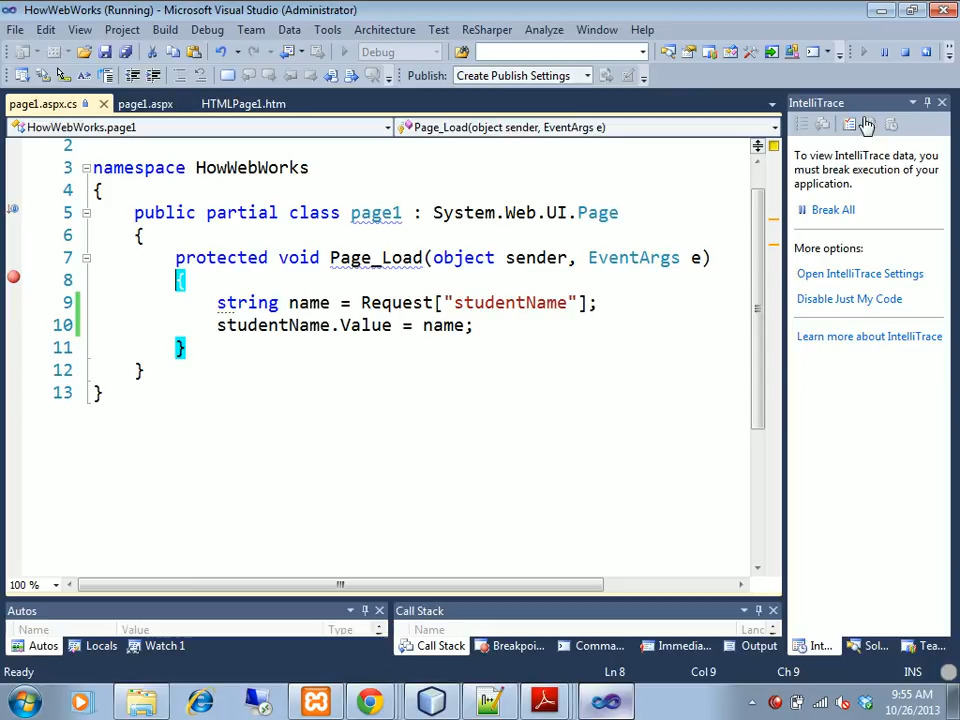 HowWebWorks (Running) - Microsoft Visual Studio (Administrator)
File Edit View Project Build Debug Team Data Tools Architecture Test ReSharper Analyze Window Help
Debug
Publish: Create Publish Settings
page1.aspx.cs page1.aspx HTMLPage1.htm
HowWebWorks.page1 Page_Load(object sender, EventArgs e)
2
3 namespace HowWebWorks
4 {
5 public partial class page1 : System.Web.UI.Page
6 {
7 protected void Page_Load(object sender, EventArgs e)
8 {
9 string name = Request["studentName"];
10 studentName.Value = name;
11 }
12 }
13 }
100 %
IntelliTrace
To view IntelliTrace data, you
must break execution of your
application.
Break All
More options:
Open IntelliTrace Settings
Disable Just My Code
Learn more about IntelliTrace
Autos
Name Value Type
Autos Locals Watch 1
Call Stack
Name Lang
Call Stack Breakpoi... Comma... Immedia... Output
Int... Sol... Tea...
Ready Ln 8 Col 9 Ch 9 INS
9:55 AM
10/26/2013